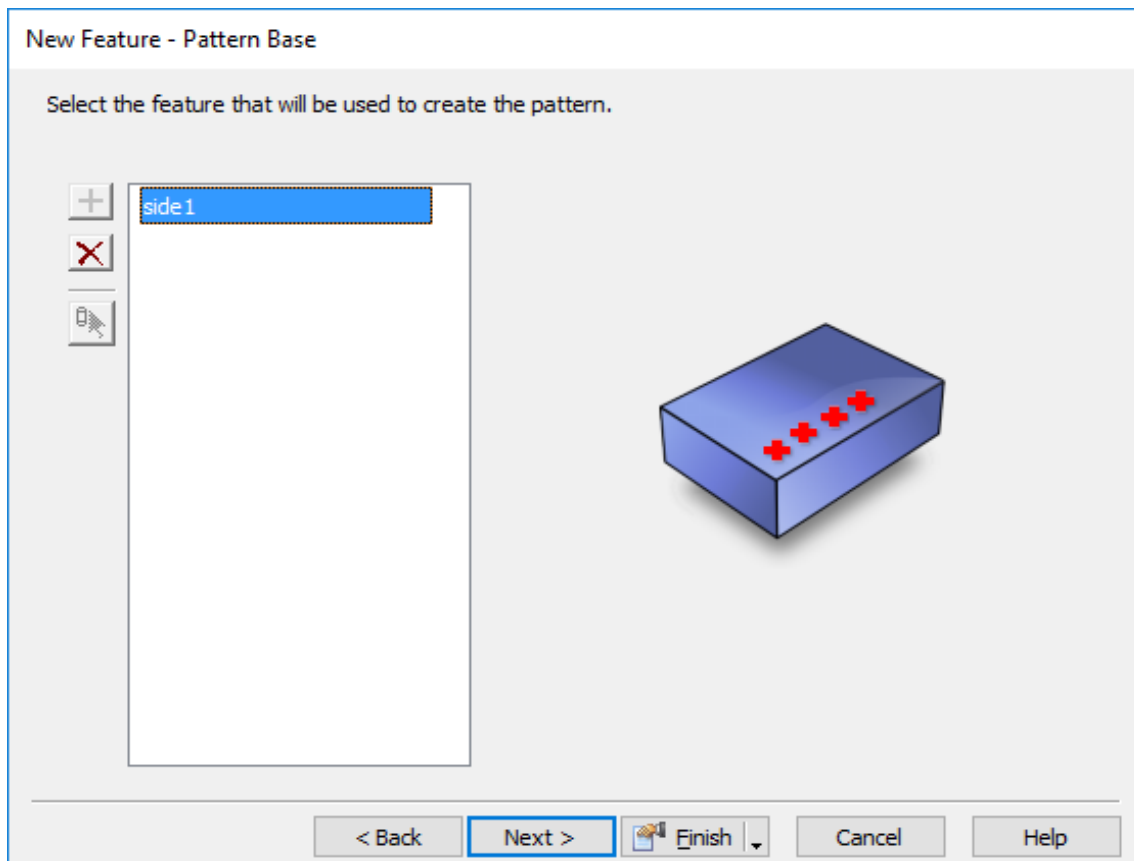 New Feature - Pattern Base
Select the feature that will be used to create the pattern.
side1
< Back Next > Finish Cancel Help